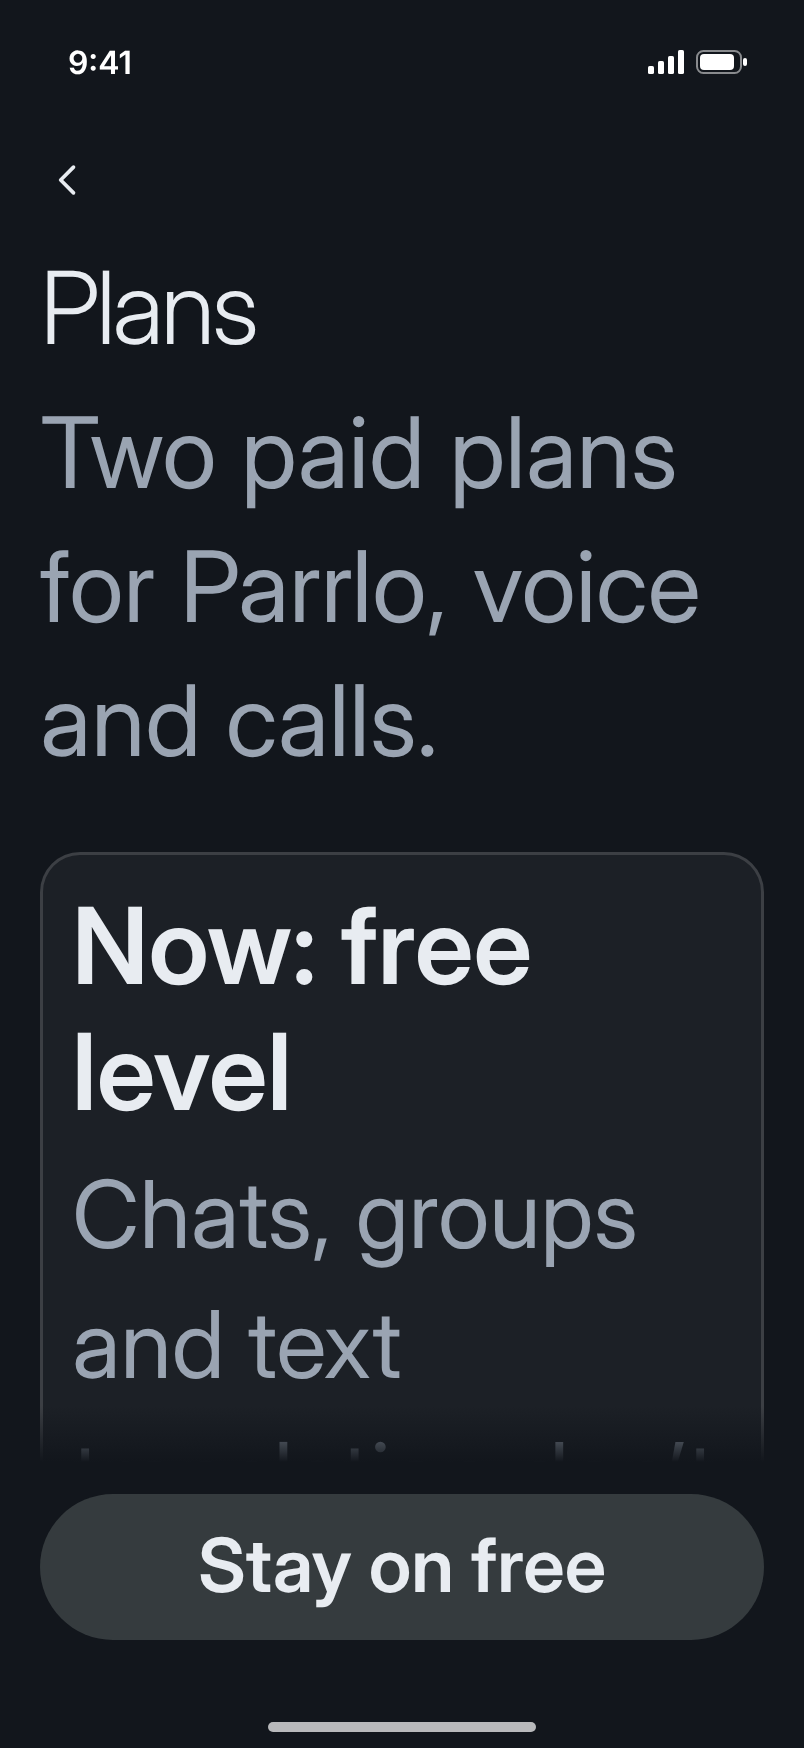 9:41
Plans
Two paid plans
for Parrlo, voice
and calls.
Now: free
level
Chats, groups
and text
Stay on free